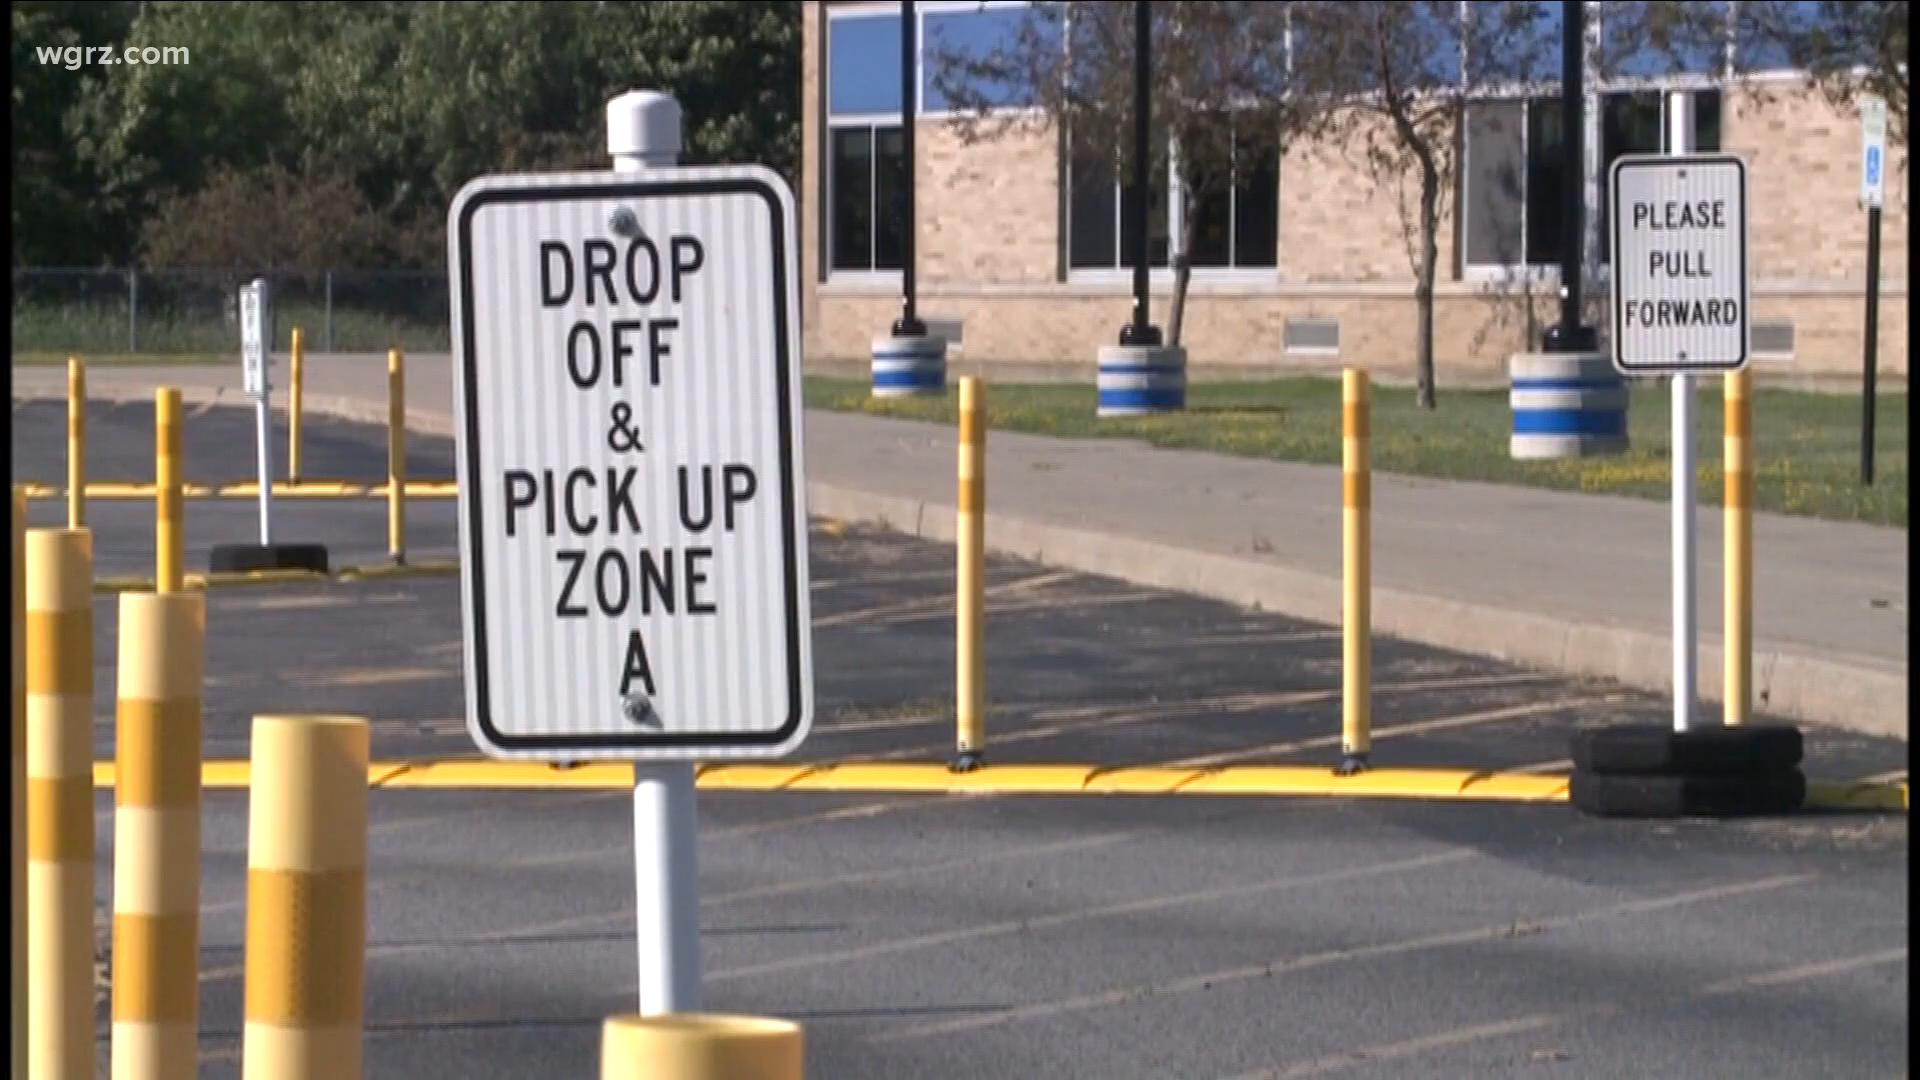 wgrz.com
DROP
OFF
&
PICK UP
ZONE
A
PLEASE
PULL
FORWARD